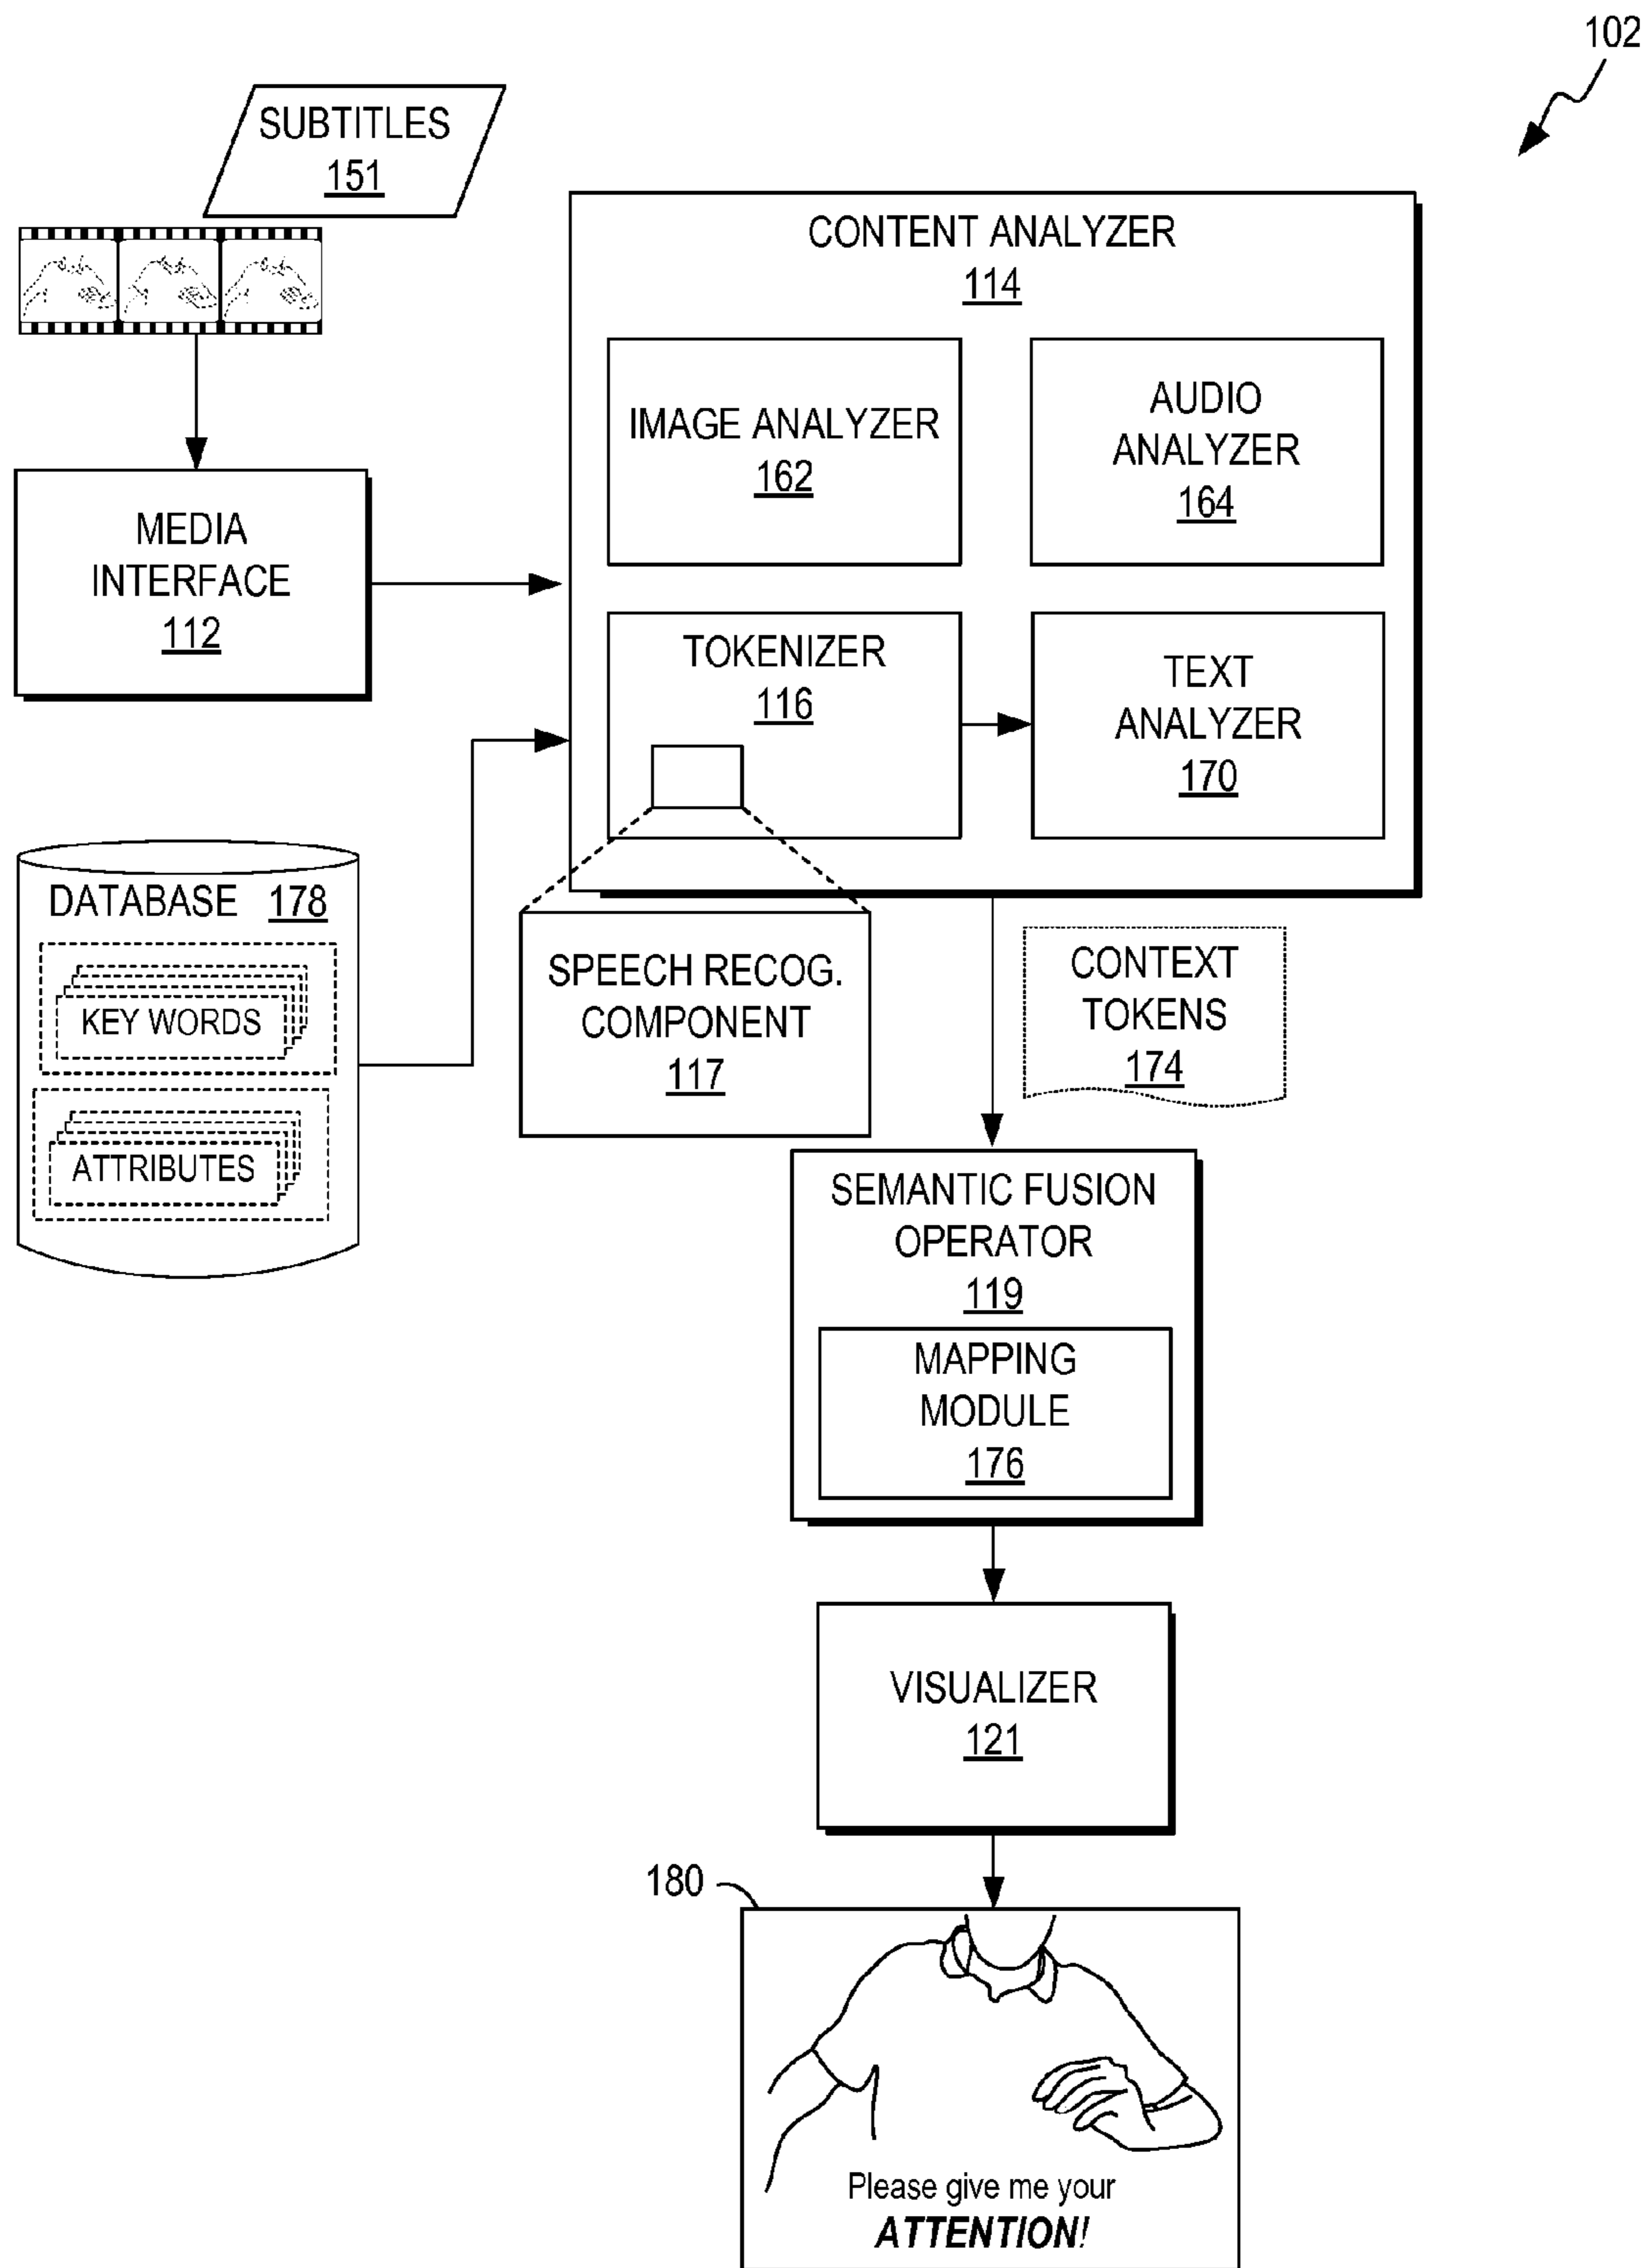 102
SUBTITLES
151
CONTENT ANALYZER
114
IMAGE ANALYZER
162
AUDIO
ANALYZER
164
MEDIA
INTERFACE
112
TOKENIZER
116
TEXT
ANALYZER
170
DATABASE 178
KEY WORDS
ATTRIBUTES
SPEECH RECOG.
COMPONENT
117
CONTEXT
TOKENS
174
SEMANTIC FUSION
OPERATOR
119
MAPPING
MODULE
176
VISUALIZER
121
180
Please give me your
ATTENTION!